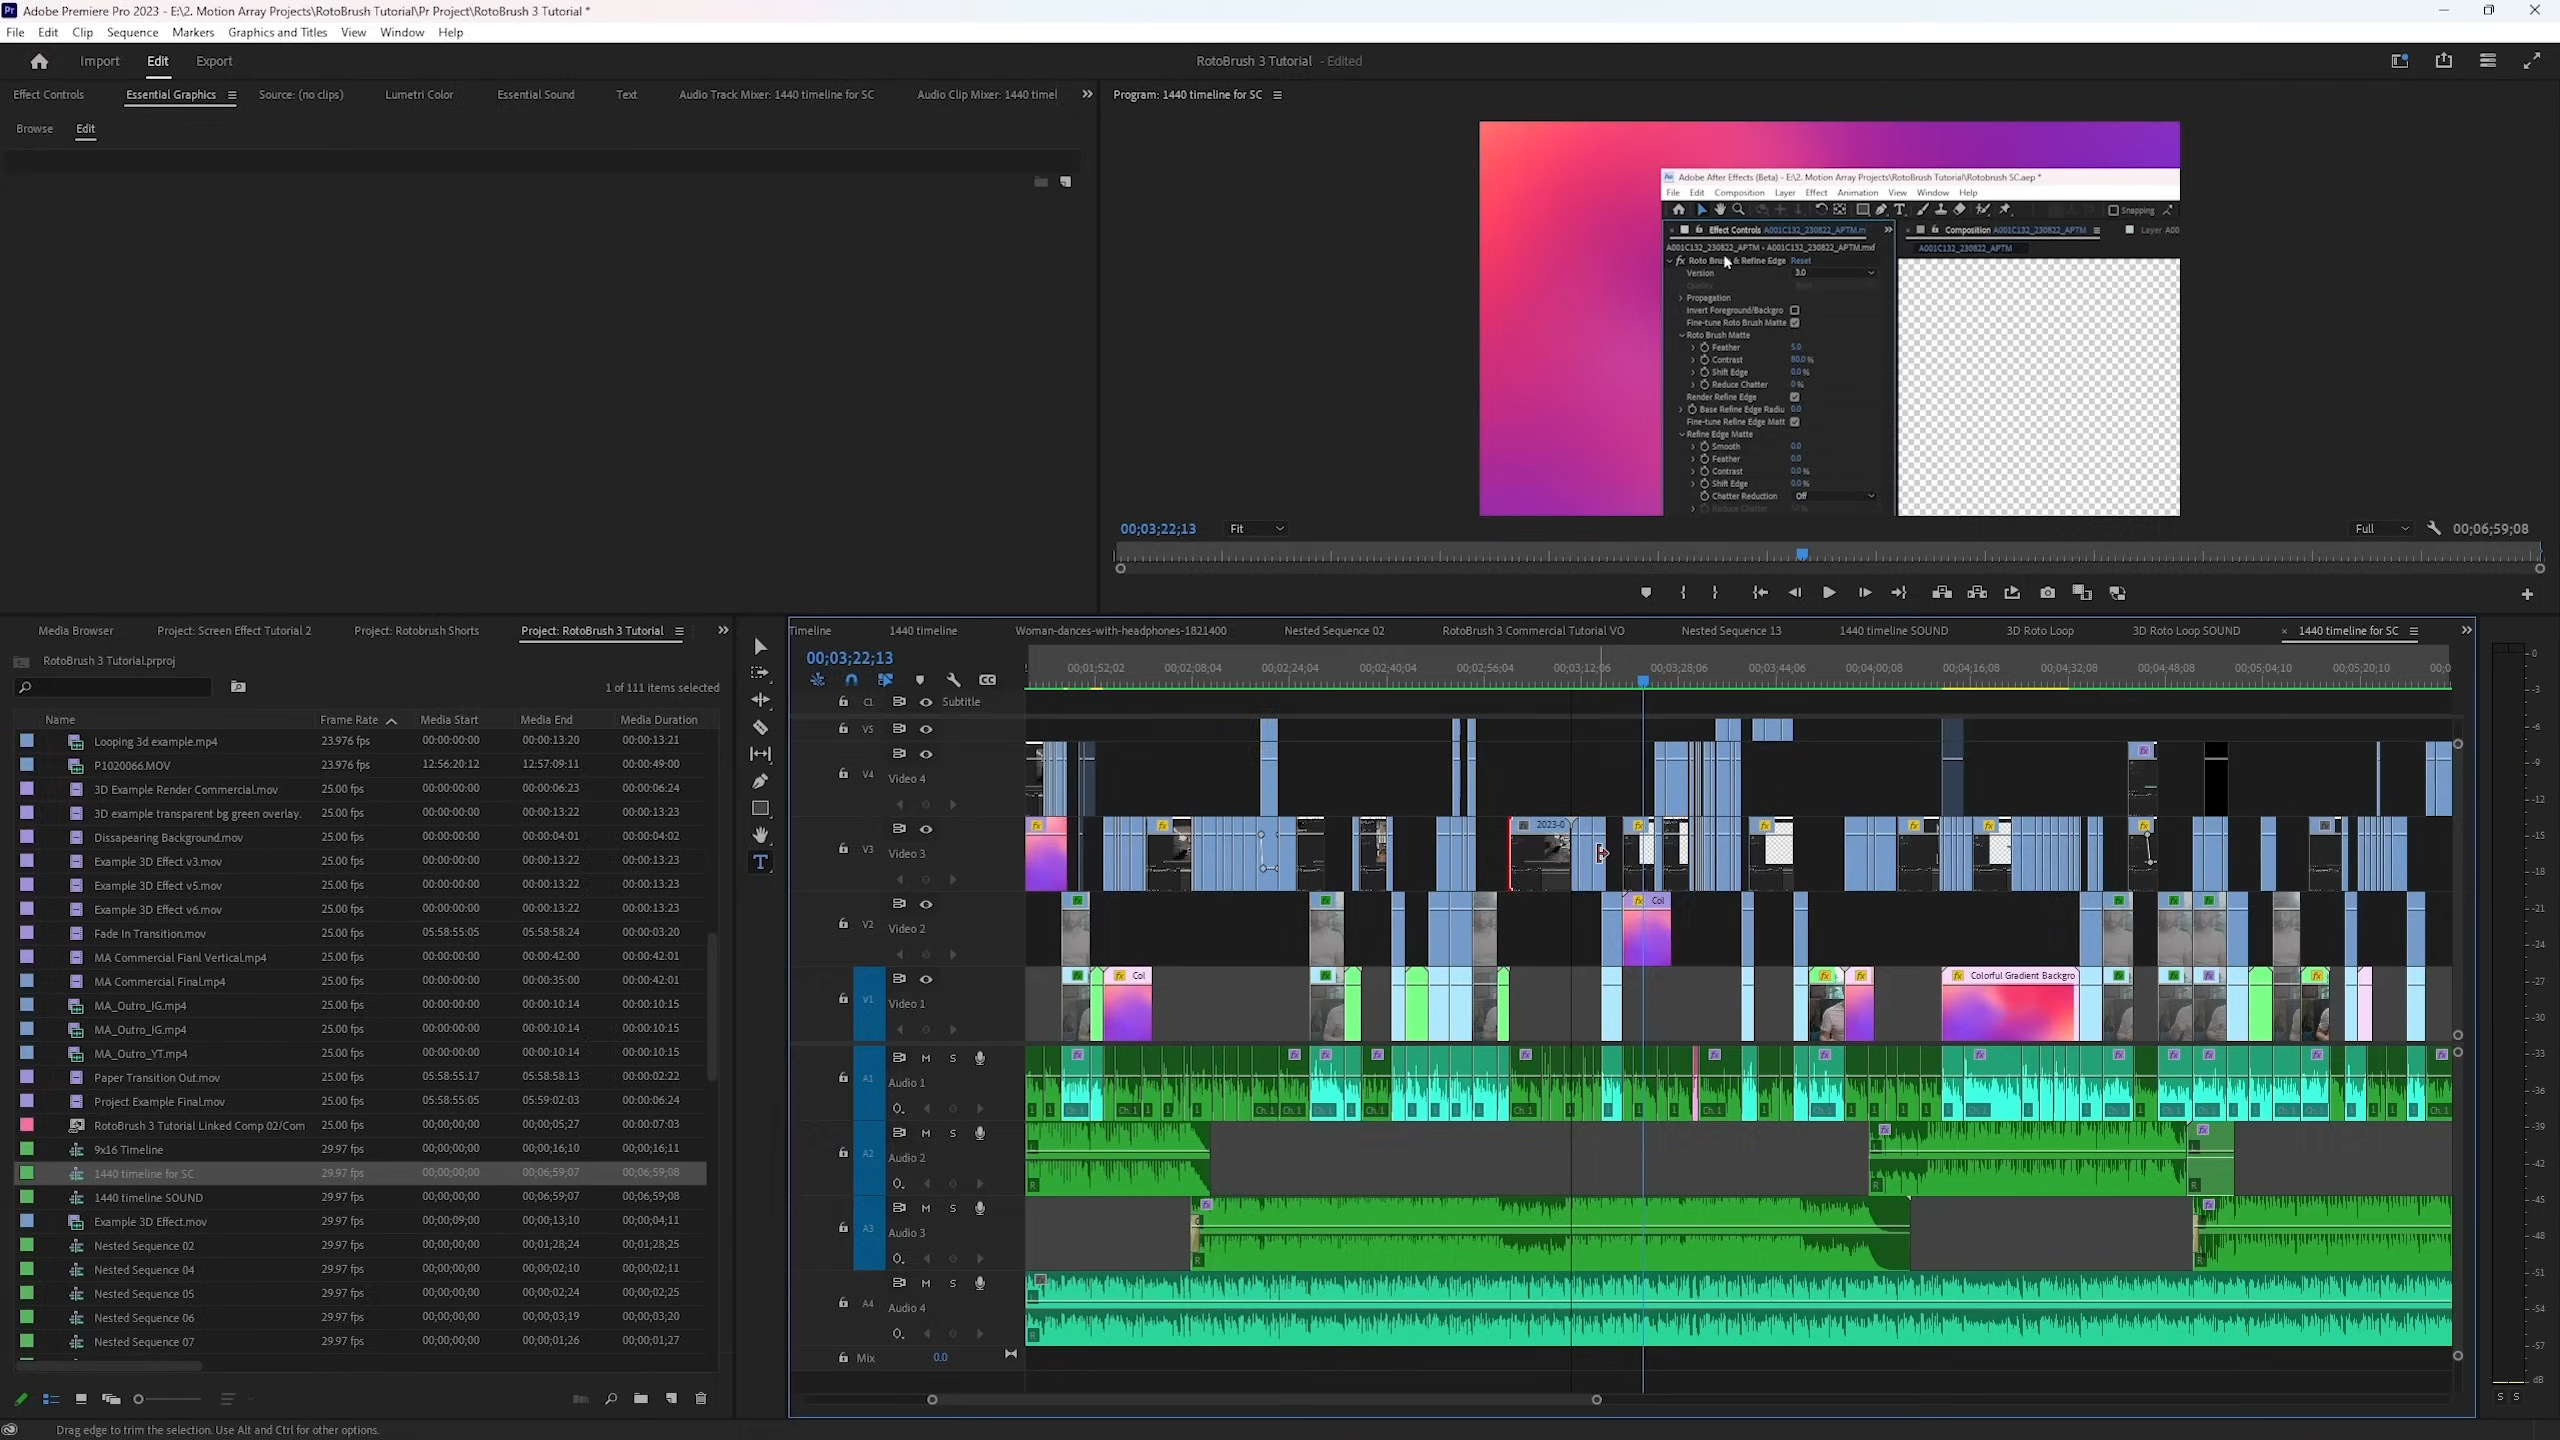 Adobe Premiere Pro 2023 - E:\2. Motion Array Projects\RotoBrush Tutorial\Pr Project\RotoBrush 3 Tutorial *
File Edit Clip Sequence Markers Graphics and Titles View Window Help
Import Edit Export
RotoBrush 3 Tutorial - Edited
Effect Controls Essential Graphics Source: (no clips) Lumetri Color Essential Sound Text Audio Track Mixer: 1440 timeline for SC Audio Clip Mixer: 1440 timel
Browse Edit
Program: 1440 timeline for SC
Adobe After Effects (Beta) - E:\2. Motion Array Projects\RotoBrush Tutorial\Rotobrush SC.aep *
File Edit Composition Layer Effect Animation View Window Help
Snapping
Effect Controls A001C132_230822_APTM.m
Composition A001C132_230822_APTM
Layer A00
A001C132_230822_APTM - A001C132_230822_APTM.mxf
A001C132_230822_APTM
fx Roto Brush & Refine Edge Reset
Version 3.0
Quality
Propagation
Invert Foreground/Backgro
Fine-tune Roto Brush Matte
Roto Brush Matte
Feather 5.0
Contrast 80.0 %
Shift Edge 0.0 %
Reduce Chatter 0 %
Render Refine Edge
Base Refine Edge Radiu 0.0
Fine-tune Refine Edge Matt
Refine Edge Matte
Smooth 0.0
Feather 0.0
Contrast 0.0 %
Shift Edge 0.0 %
Chatter Reduction Off
Reduce Chatter
00;03;22;13 Fit Full 00;06;59;08
Media Browser Project: Screen Effect Tutorial 2 Project: Rotobrush Shorts Project: RotoBrush 3 Tutorial
RotoBrush 3 Tutorial.prproj
1 of 111 items selected
Name Frame Rate Media Start Media End Media Duration
Looping 3d example.mp4 23.976 fps 00:00:00:00 00:00:13:20 00:00:13:21
P1020066.MOV 23.976 fps 12:56:20:12 12:57:09:11 00:00:49:00
3D Example Render Commercial.mov 25.00 fps 00:00:00:00 00:00:06:23 00:00:06:24
3D example transparent bg green overlay. 25.00 fps 00:00:00:00 00:00:13:22 00:00:13:23
Dissapearing Background.mov 25.00 fps 00:00:00:00 00:00:04:01 00:00:04:02
Example 3D Effect v3.mov 25.00 fps 00:00:00:00 00:00:13:22 00:00:13:23
Example 3D Effect v5.mov 25.00 fps 00:00:00:00 00:00:13:22 00:00:13:23
Example 3D Effect v6.mov 25.00 fps 00:00:00:00 00:00:13:22 00:00:13:23
Fade In Transition.mov 25.00 fps 05:58:55:05 05:58:58:24 00:00:03:20
MA Commercial Fianl Vertical.mp4 25.00 fps 00:00:00:00 00:00:42:00 00:00:42:01
MA Commercial Final.mp4 25.00 fps 00:00:00:00 00:00:35:00 00:00:42:01
MA_Outro_IG.mp4 25.00 fps 00:00:00:00 00:00:10:14 00:00:10:15
MA_Outro_IG.mp4 25.00 fps 00:00:00:00 00:00:10:14 00:00:10:15
MA_Outro_YT.mp4 25.00 fps 00:00:00:00 00:00:10:14 00:00:10:15
Paper Transition Out.mov 25.00 fps 05:58:55:17 05:58:58:13 00:00:02:22
Project Example Final.mov 25.00 fps 05:58:55:05 05:59:02:03 00:00:06:24
RotoBrush 3 Tutorial Linked Comp 02/Com 25.00 fps 00;00;00;00 00;00;05;27 00:00:07:03
9x16 Timeline 29.97 fps 00;00;00;00 00;00;16;10 00;00;16;11
1440 timeline for SC 29.97 fps 00;00;00;00 00;06;59;07 00;06;59;08
1440 timeline SOUND 29.97 fps 00;00;00;00 00;06;59;07 00;06;59;08
Example 3D Effect.mov 29.97 fps 00;00;09;00 00;00;13;10 00;00;04;11
Nested Sequence 02 29.97 fps 00;00;00;00 00;01;28;24 00;01;28;25
Nested Sequence 04 29.97 fps 00;00;00;00 00;00;02;10 00;00;02;11
Nested Sequence 05 29.97 fps 00;00;00;00 00;00;02;24 00;00;02;25
Nested Sequence 06 29.97 fps 00;00;00;00 00;00;03;19 00;00;03;20
Nested Sequence 07 29.97 fps 00;00;00;00 00;00;01;26 00;00;01;27
Timeline 1440 timeline Woman-dances-with-headphones-1821400 Nested Sequence 02 RotoBrush 3 Commercial Tutorial VO Nested Sequence 13 1440 timeline SOUND 3D Roto Loop 3D Roto Loop SOUND 1440 timeline for SC
00;03;22;13
00;01;52;02 00;02;08;04 00;02;24;04 00;02;40;04 00;02;56;04 00;03;12;06 00;03;28;06 00;03;44;06 00;04;00;08 00;04;16;08 00;04;32;08 00;04;48;08 00;05;04;10 00;05;20;10 00;0
C1 Subtitle
V5
V4 Video 4
V3 Video 3
2023-0
V2 Video 2
Col
V1 Video 1
Col
Colorful Gradient Backgro
A1 M S
Audio 1
Ch. 1
A2 M S
Audio 2
A3 M S
Audio 3
A4 M S
Audio 4
Mix 0.0
0
-3
-6
-9
-12
-15
-18
-21
-24
-27
-30
-33
-36
-39
-42
-45
-48
-51
-54
-57
dB
S S
Drag edge to trim the selection. Use Alt and Ctrl for other options.